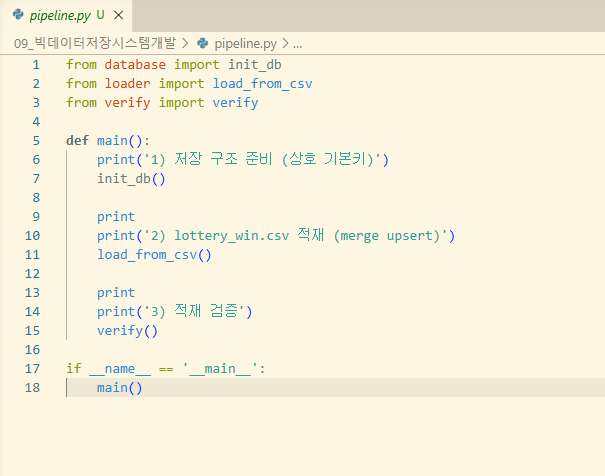 pipeline.py U
09_빅데이터저장시스템개발 > pipeline.py > ...
1 from database import init_db
2 from loader import load_from_csv
3 from verify import verify
4
5 def main():
6     print('1) 저장 구조 준비 (상호 기본키)')
7     init_db()
8
9     print
10     print('2) lottery_win.csv 적재 (merge upsert)')
11     load_from_csv()
12
13     print
14     print('3) 적재 검증')
15     verify()
16
17 if __name__ == '__main__':
18     main()